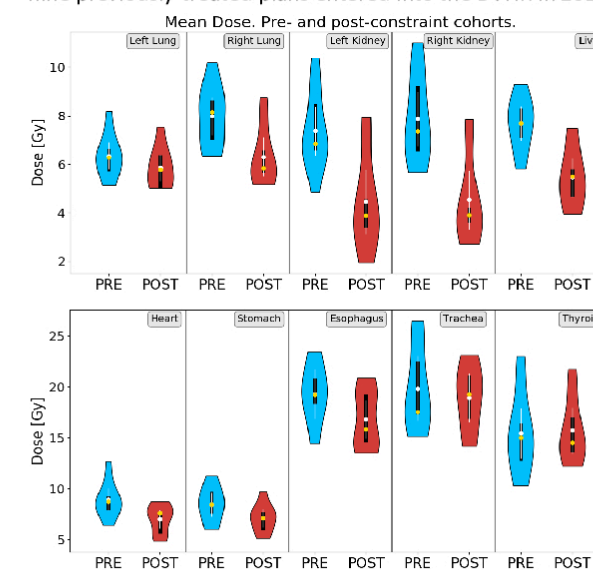 Mean Dose. Pre- and post-constraint cohorts.
Left Lung Right Lung Left Kidney Right Kidney
Dose [Gy]
10
8
6
4
2
PRE POST PRE POST PRE POST PRE POST PRE POST
Heart Stomach Esophagus Trachea
Dose [Gy]
25
20
15
10
5
PRE POST PRE POST PRE POST PRE POST PRE POST